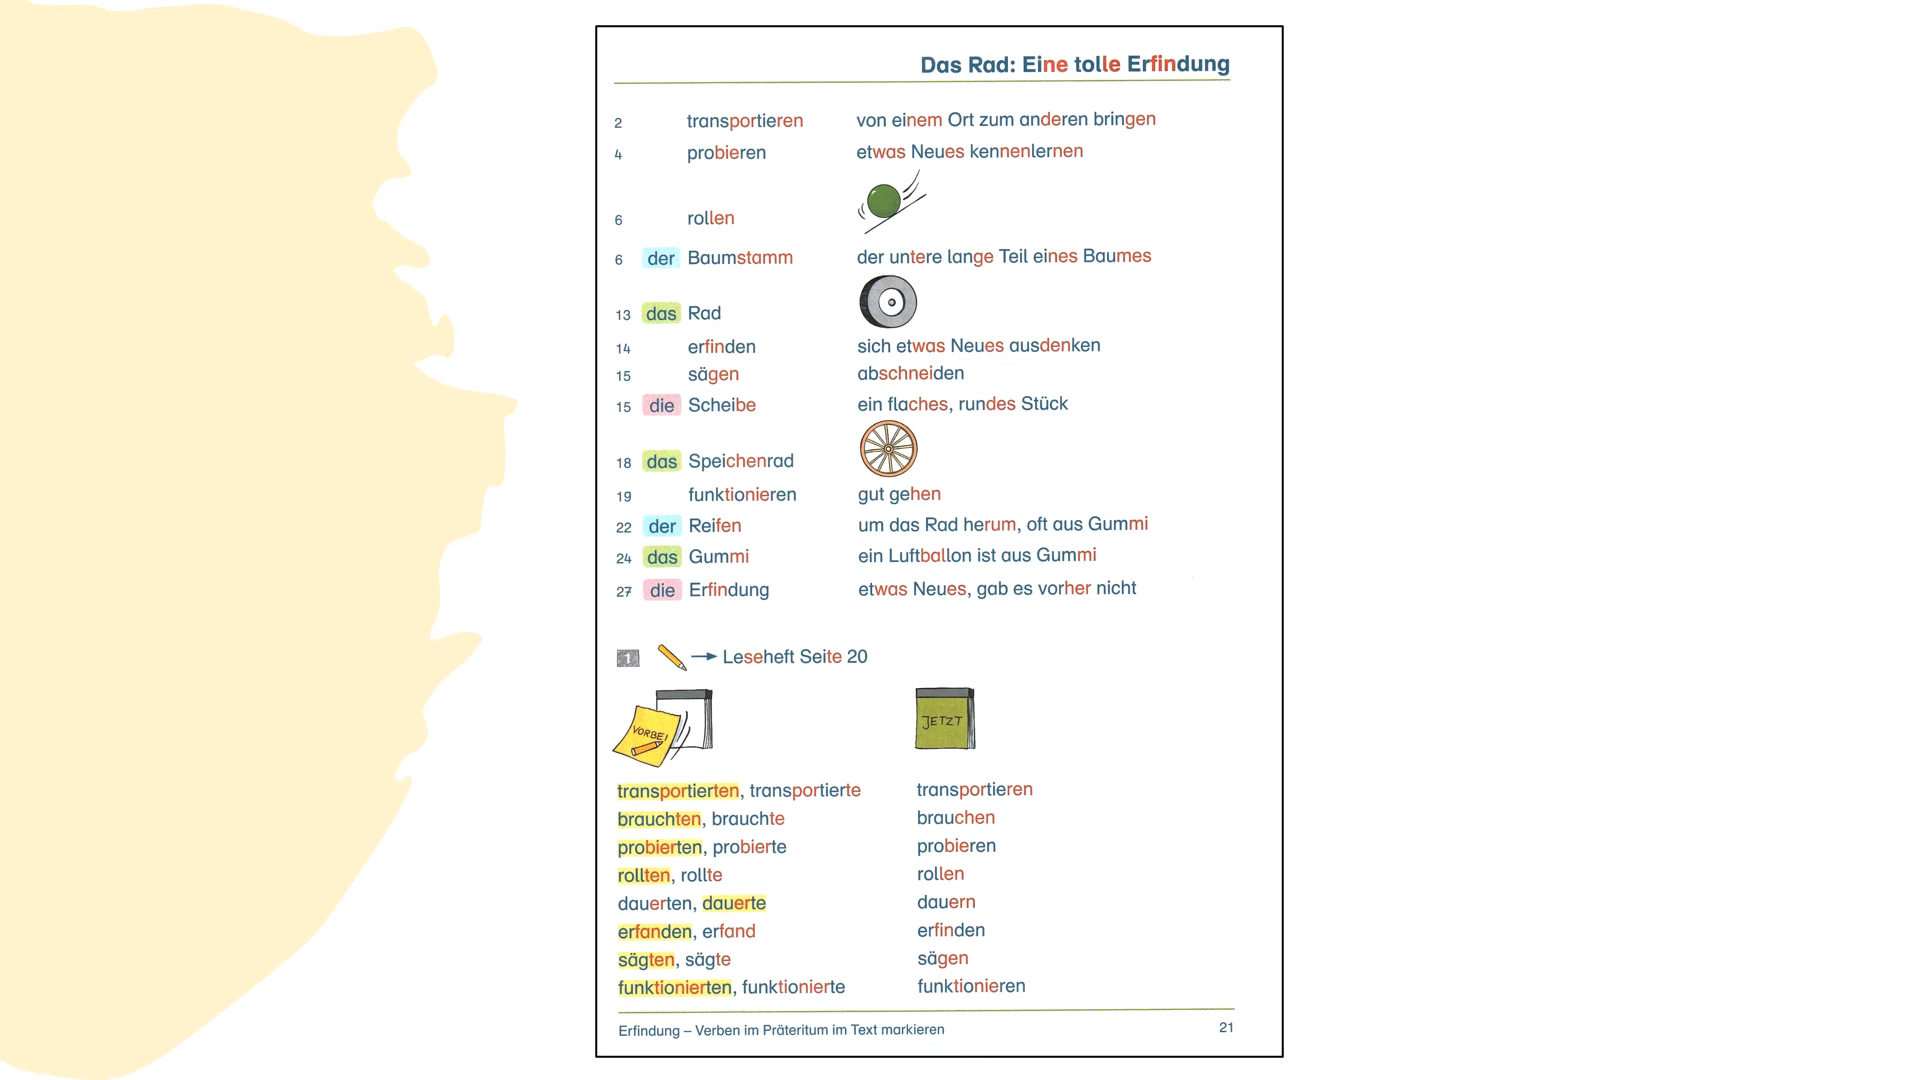 Das Rad: Eine tolle Erfindung
2 transportieren von einem Ort zum anderen bringen
4 probieren etwas Neues kennenlernen
6 rollen
6 der Baumstamm der untere lange Teil eines Baumes
13 das Rad
14 erfinden sich etwas Neues ausdenken
15 sägen abschneiden
15 die Scheibe ein flaches, rundes Stück
18 das Speichenrad
19 funktionieren gut gehen
22 der Reifen um das Rad herum, oft aus Gummi
24 das Gummi ein Luftballon ist aus Gummi
27 die Erfindung etwas Neues, gab es vorher nicht
1 → Leseheft Seite 20
VORBEI JETZT
transportierten, transportierte transportieren
brauchten, brauchte brauchen
probierten, probierte probieren
rollten, rollte rollen
dauerten, dauerte dauern
erfanden, erfand erfinden
sägten, sägte sägen
funktionierten, funktionierte funktionieren
Erfindung – Verben im Präteritum im Text markieren 21